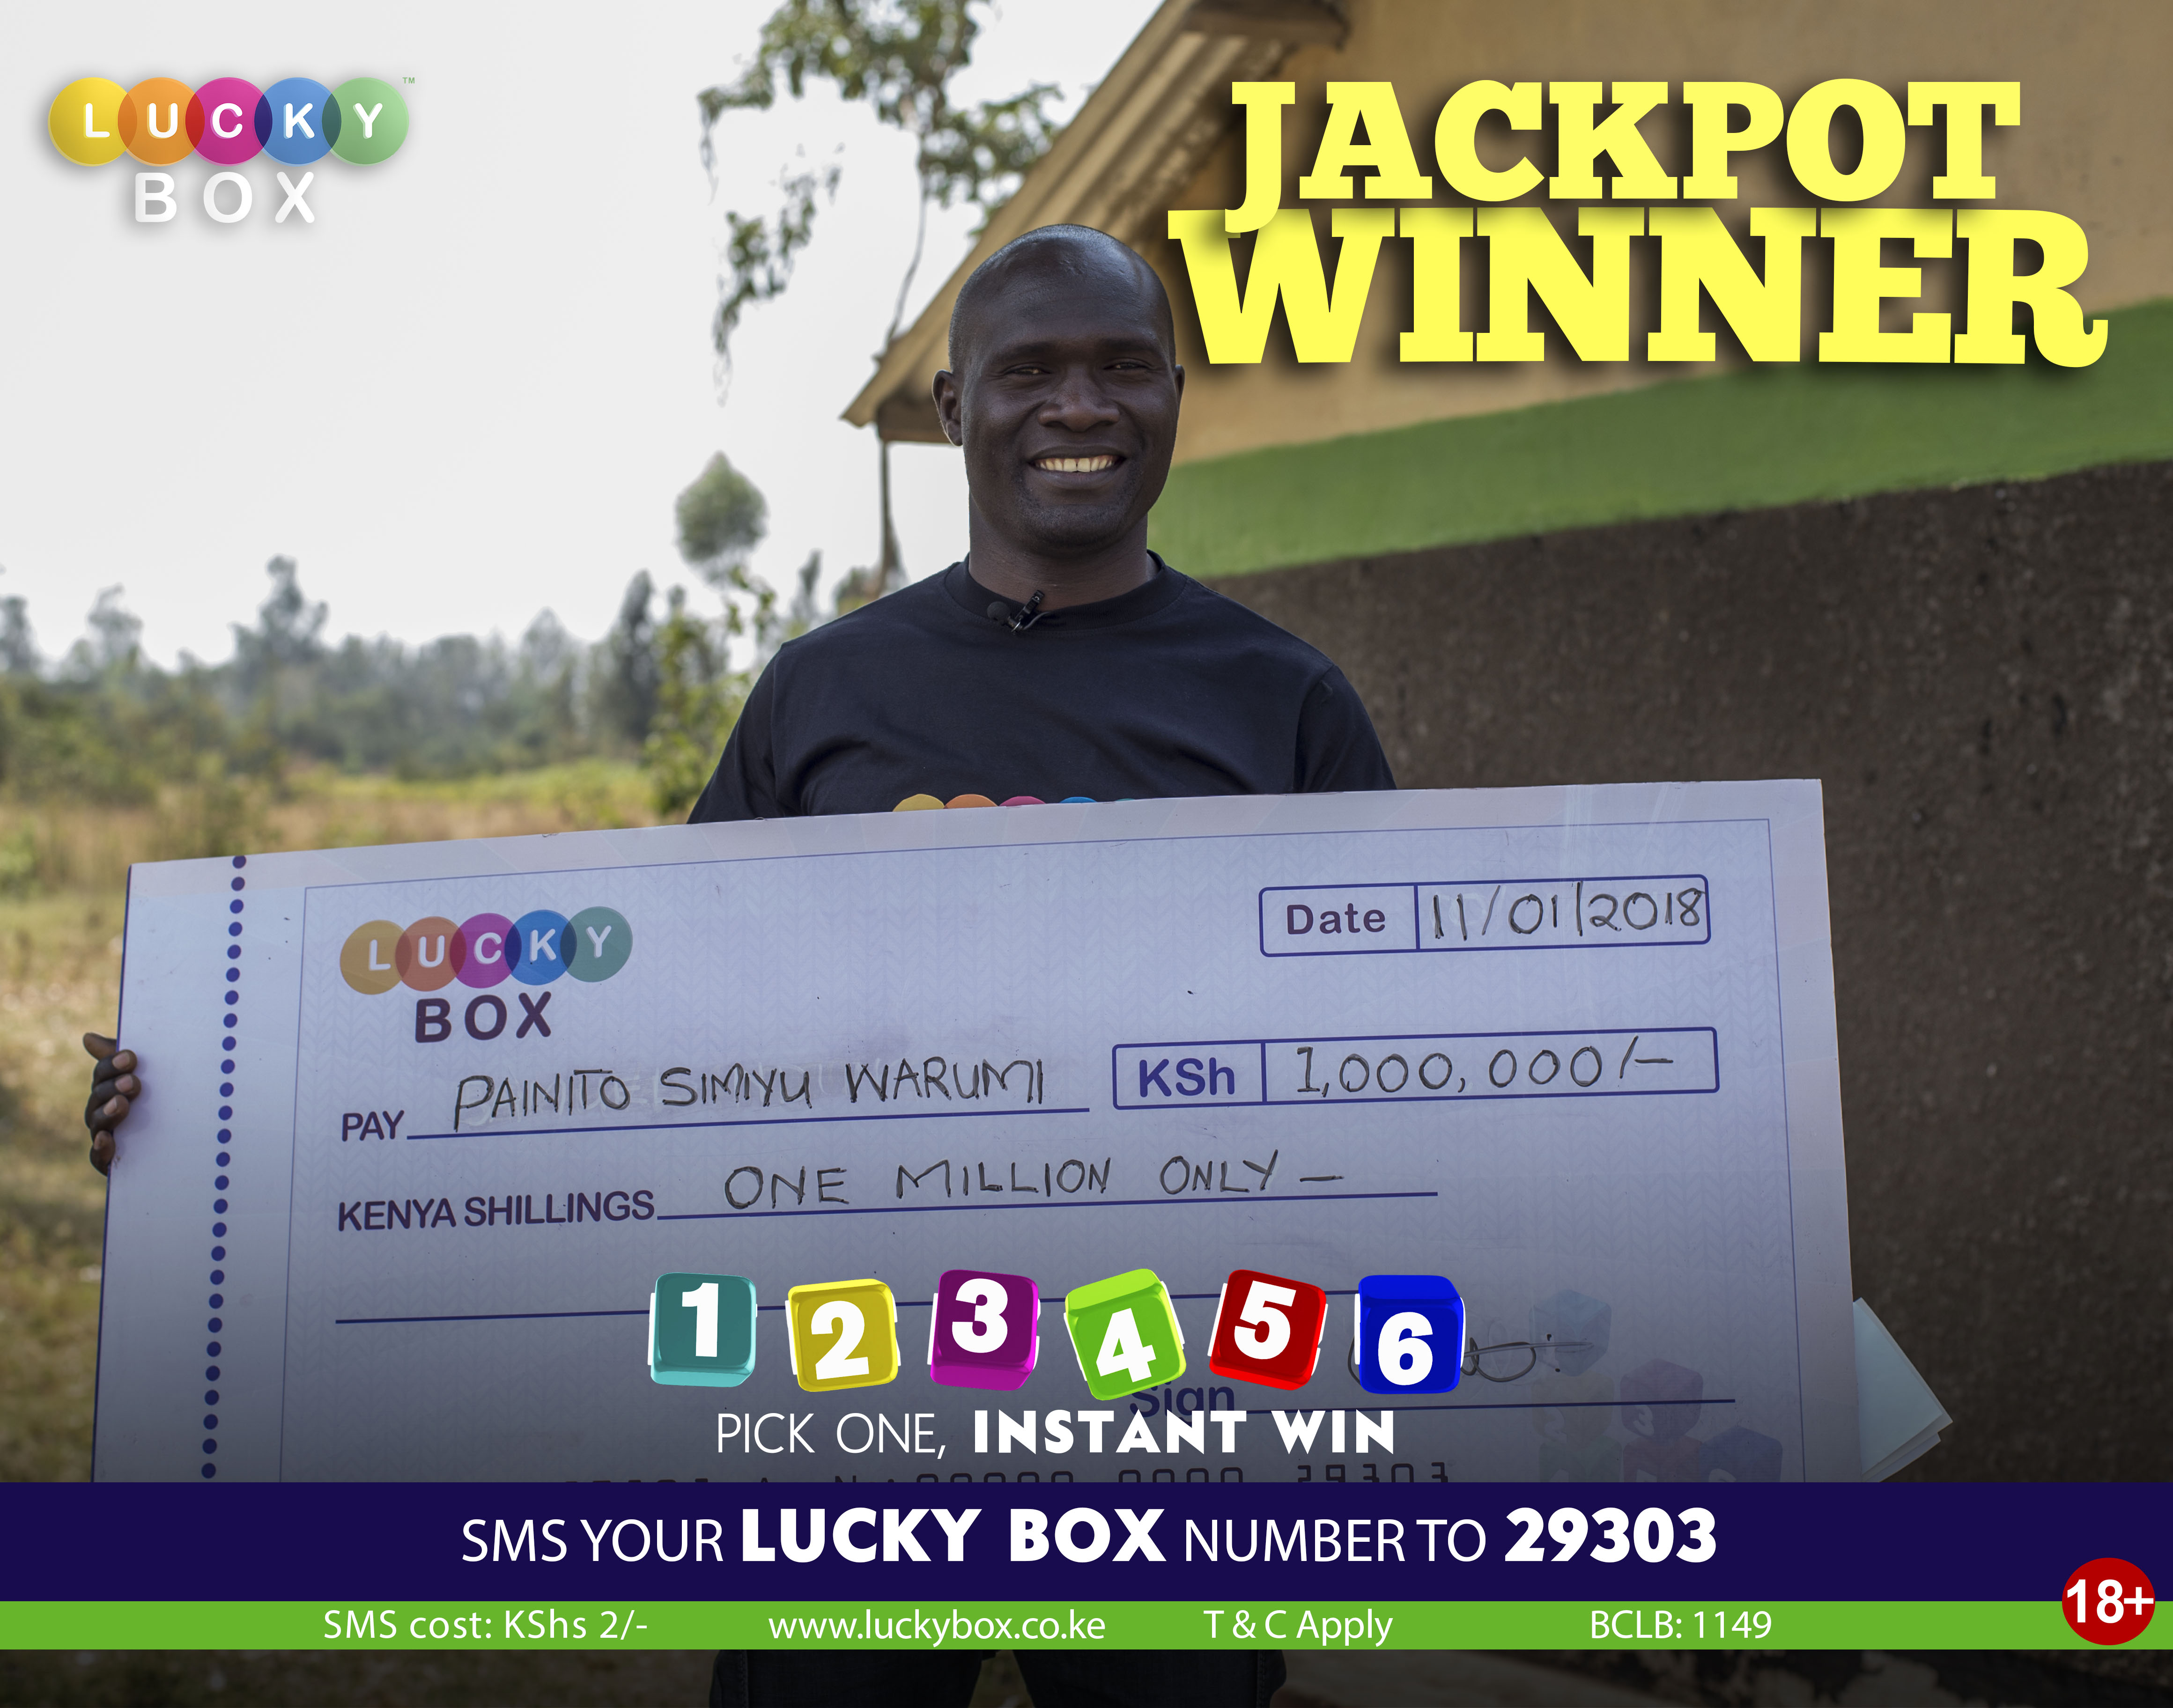 LUCKY™
BOX
JACKPOT
WINNER
LUCKY
BOX
Date 11/01/2018
PAY PAINITO SIMIYU WARUMI KSh 1,000,000/-
KENYA SHILLINGS ONE MILLION ONLY —
1 2 3 4 5 6
Sign
PICK ONE, INSTANT WIN
29303
SMS YOUR LUCKY BOX NUMBER TO 29303
18+
SMS cost: KShs 2/- www.luckybox.co.ke T & C Apply BCLB: 1149